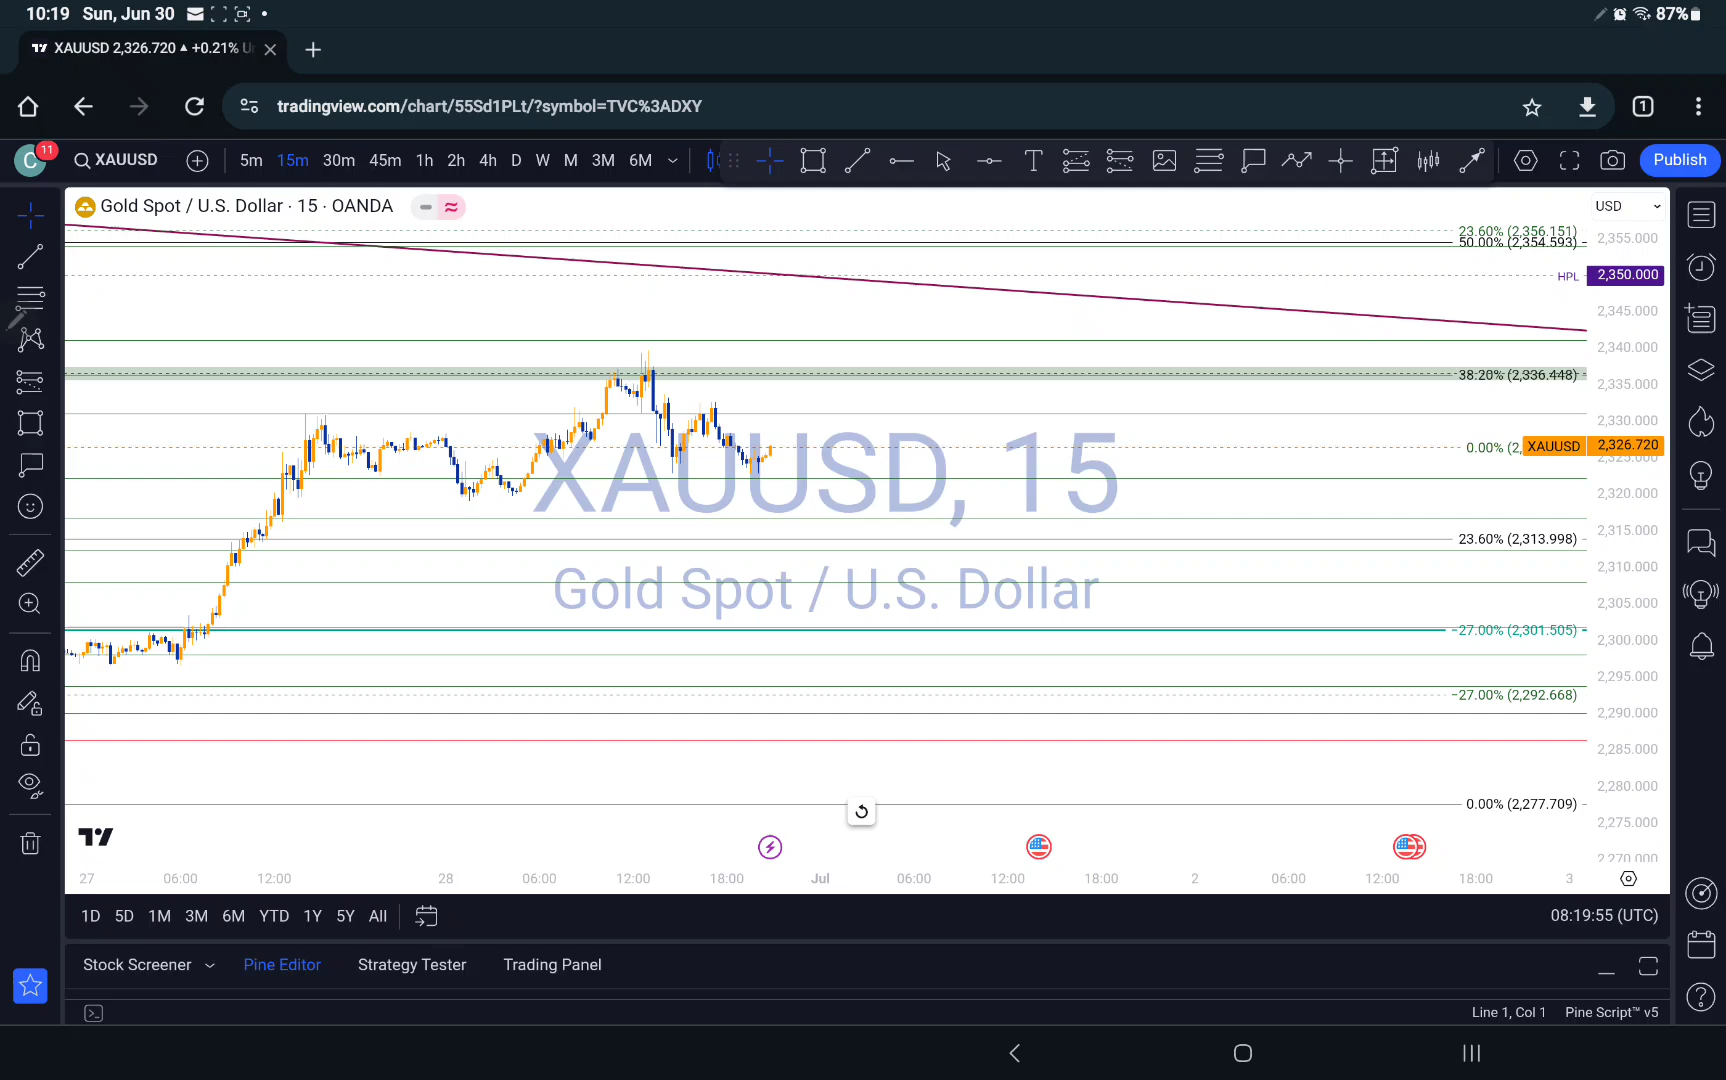 10:19 Sun, Jun 30
87%
XAUUSD 2,326.720 ▲ +0.21%
tradingview.com/chart/55Sd1PLt/?symbol=TVC%3ADXY
1
C 11 XAUUSD 5m 15m 30m 45m 1h 2h 4h D W M 3M 6M T Publish
Gold Spot / U.S. Dollar · 15 · OANDA
USD
23.60% (2,356.151)
50.00% (2,354.593)
2,355.000
HPL 2,350.000
2,345.000
2,340.000
38.20% (2,336.448)
2,335.000
2,330.000
0.00% (2, XAUUSD 2,326.720
2,325.000
XAUUSD, 15
2,320.000
2,315.000
23.60% (2,313.998)
2,310.000
Gold Spot / U.S. Dollar
2,305.000
2,300.000
-27.00% (2,301.505)
2,295.000
-27.00% (2,292.668)
2,290.000
2,285.000
2,280.000
0.00% (2,277.709)
2,275.000
2,270.000
27 06:00 12:00 28 06:00 12:00 18:00 Jul 06:00 12:00 18:00 2 06:00 12:00 18:00 3
1D 5D 1M 3M 6M YTD 1Y 5Y All
08:19:55 (UTC)
Stock Screener Pine Editor Strategy Tester Trading Panel
Line 1, Col 1 Pine Script™ v5